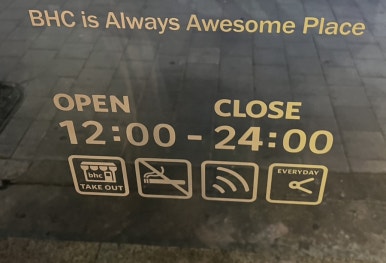 BHC is Always Awesome Place
OPEN CLOSE
12:00 - 24:00
bhc EVERYDAY
TAKE OUT